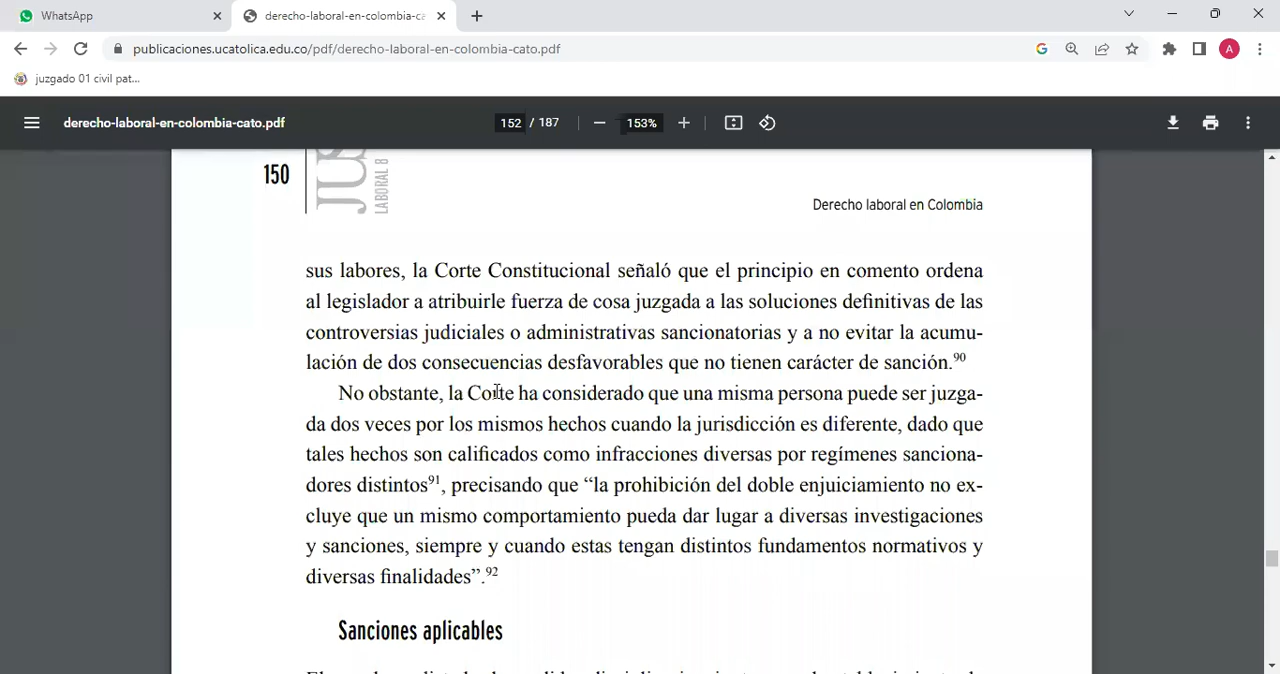 WhatsApp
derecho-laboral-en-colombia-ca
publicaciones.ucatolica.edu.co/pdf/derecho-laboral-en-colombia-cato.pdf
A
juzgado 01 civil pat...
derecho-laboral-en-colombia-cato.pdf
152 / 187
153%
150
JUS
LABORAL 8
Derecho laboral en Colombia
sus labores, la Corte Constitucional señaló que el principio en comento ordena
al legislador a atribuirle fuerza de cosa juzgada a las soluciones definitivas de las
controversias judiciales o administrativas sancionatorias y a no evitar la acumu-
lación de dos consecuencias desfavorables que no tienen carácter de sanción.90
No obstante, la Corte ha considerado que una misma persona puede ser juzga-
da dos veces por los mismos hechos cuando la jurisdicción es diferente, dado que
tales hechos son calificados como infracciones diversas por regímenes sanciona-
dores distintos91, precisando que “la prohibición del doble enjuiciamiento no ex-
cluye que un mismo comportamiento pueda dar lugar a diversas investigaciones
y sanciones, siempre y cuando estas tengan distintos fundamentos normativos y
diversas finalidades”.92
Sanciones aplicables